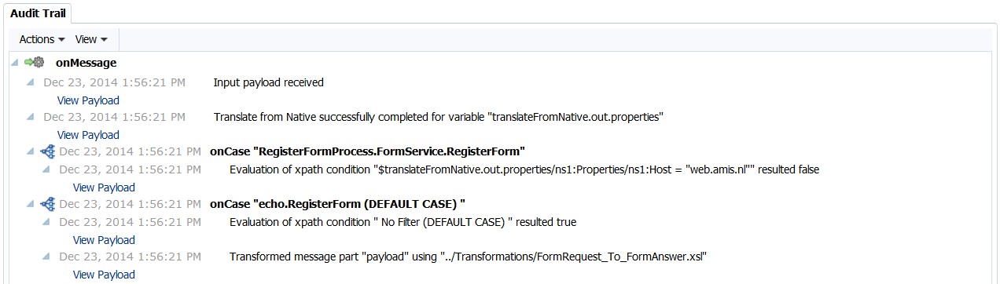 Audit Trail
Actions View
onMessage
Dec 23, 2014 1:56:21 PM Input payload received
View Payload
Dec 23, 2014 1:56:21 PM Translate from Native successfully completed for variable "translateFromNative.out.properties"
View Payload
Dec 23, 2014 1:56:21 PM onCase "RegisterFormProcess.FormService.RegisterForm"
Dec 23, 2014 1:56:21 PM Evaluation of xpath condition "$translateFromNative.out.properties/ns1:Properties/ns1:Host = "web.amis.nl"" resulted false
View Payload
Dec 23, 2014 1:56:21 PM onCase "echo.RegisterForm (DEFAULT CASE) "
Dec 23, 2014 1:56:21 PM Evaluation of xpath condition " No Filter (DEFAULT CASE) " resulted true
View Payload
Dec 23, 2014 1:56:21 PM Transformed message part "payload" using "../Transformations/FormRequest_To_FormAnswer.xsl"
View Payload